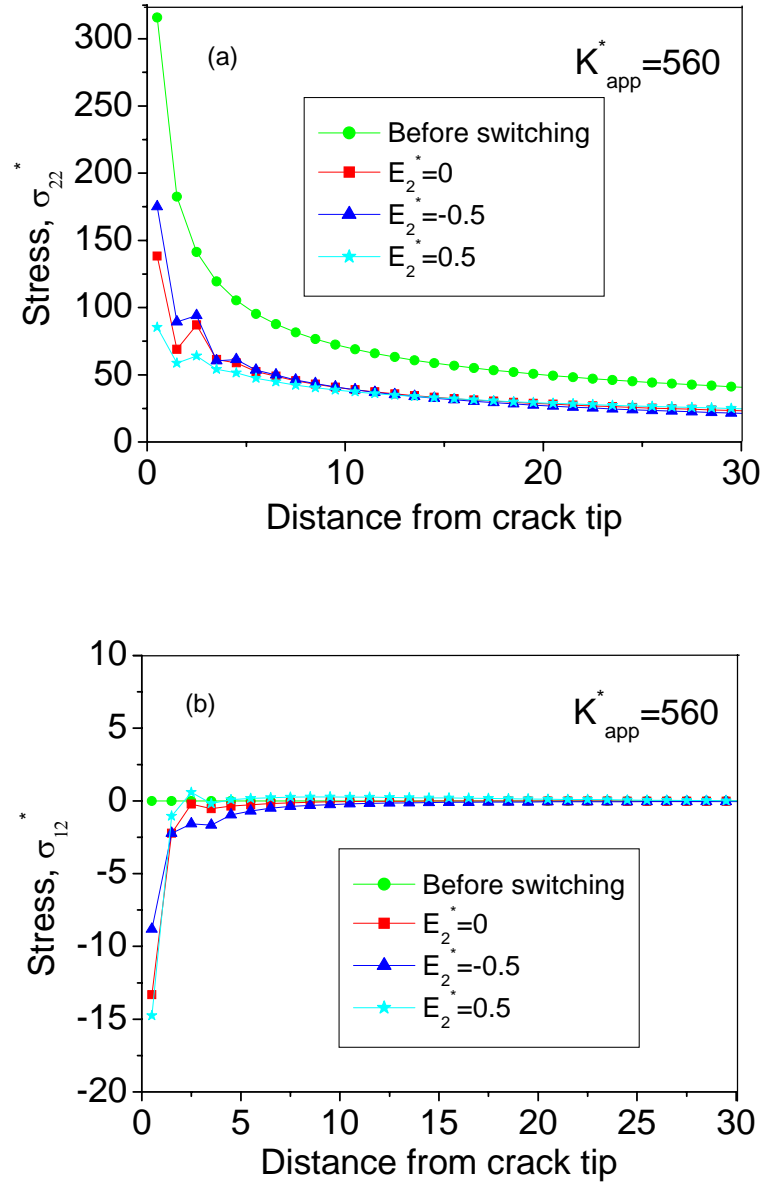 300
250
200
150
100
50
0
Stress, σ22*
(a)
K*app=560
Before switching
E2*=0
E2*=-0.5
E2*=0.5
0 10 20 30
Distance from crack tip
10
5
0
-5
-10
-15
-20
Stress, σ12*
(b)
K*app=560
Before switching
E2*=0
E2*=-0.5
E2*=0.5
0 5 10 15 20 25 30
Distance from crack tip